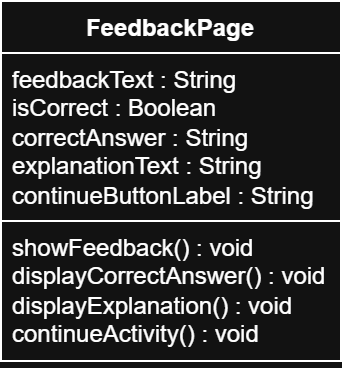 FeedbackPage
feedbackText : String
isCorrect : Boolean
correctAnswer : String
explanationText : String
continueButtonLabel : String
showFeedback() : void
displayCorrectAnswer() : void
displayExplanation() : void
continueActivity() : void